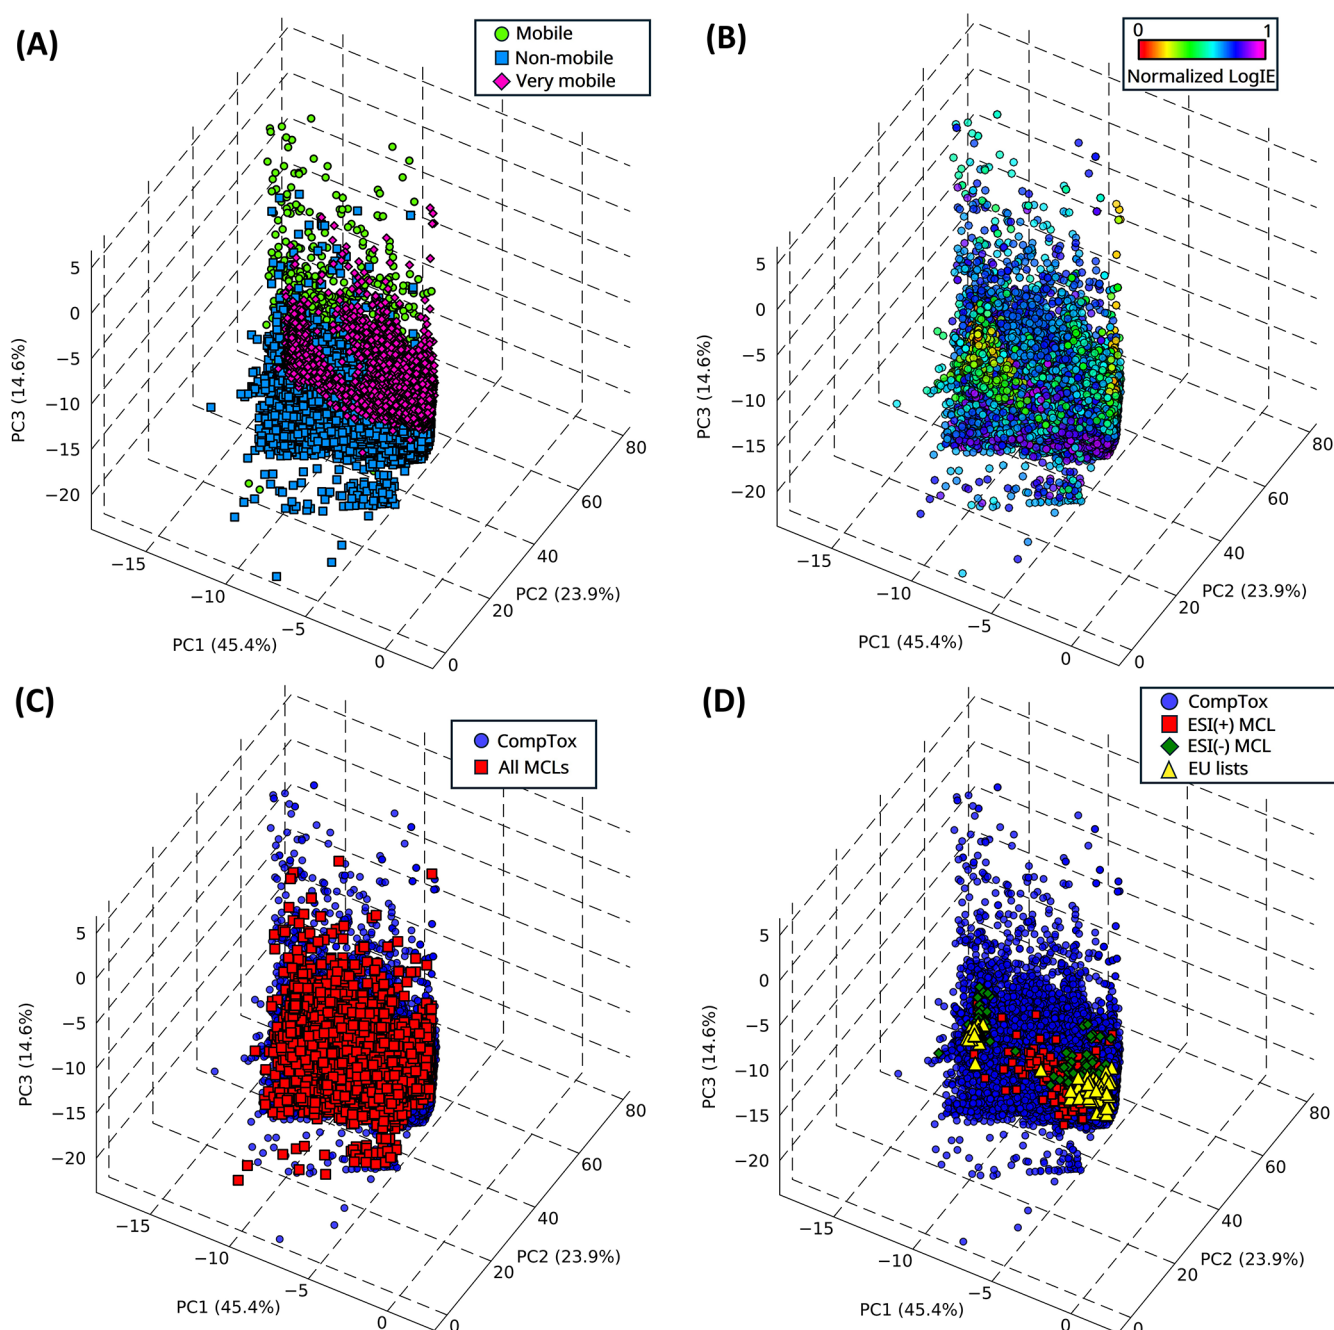 (A)
Mobile
Non-mobile
Very mobile
PC3 (14.6%)
5
0
−5
−10
−15
−20
−15
−10
−5
0
PC1 (45.4%)
0
20
40
60
80
PC2 (23.9%)
(B)
0 1
Normalized LogIE
PC3 (14.6%)
5
0
−5
−10
−15
−20
−15
−10
−5
0
PC1 (45.4%)
0
20
40
60
80
PC2 (23.9%)
(C)
CompTox
All MCLs
PC3 (14.6%)
5
0
−5
−10
−15
−20
−15
−10
−5
0
PC1 (45.4%)
0
20
40
60
80
PC2 (23.9%)
(D)
CompTox
ESI(+) MCL
ESI(-) MCL
EU lists
PC3 (14.6%)
5
0
−5
−10
−15
−20
−15
−10
−5
0
PC1 (45.4%)
0
20
40
60
80
PC2 (23.9%)